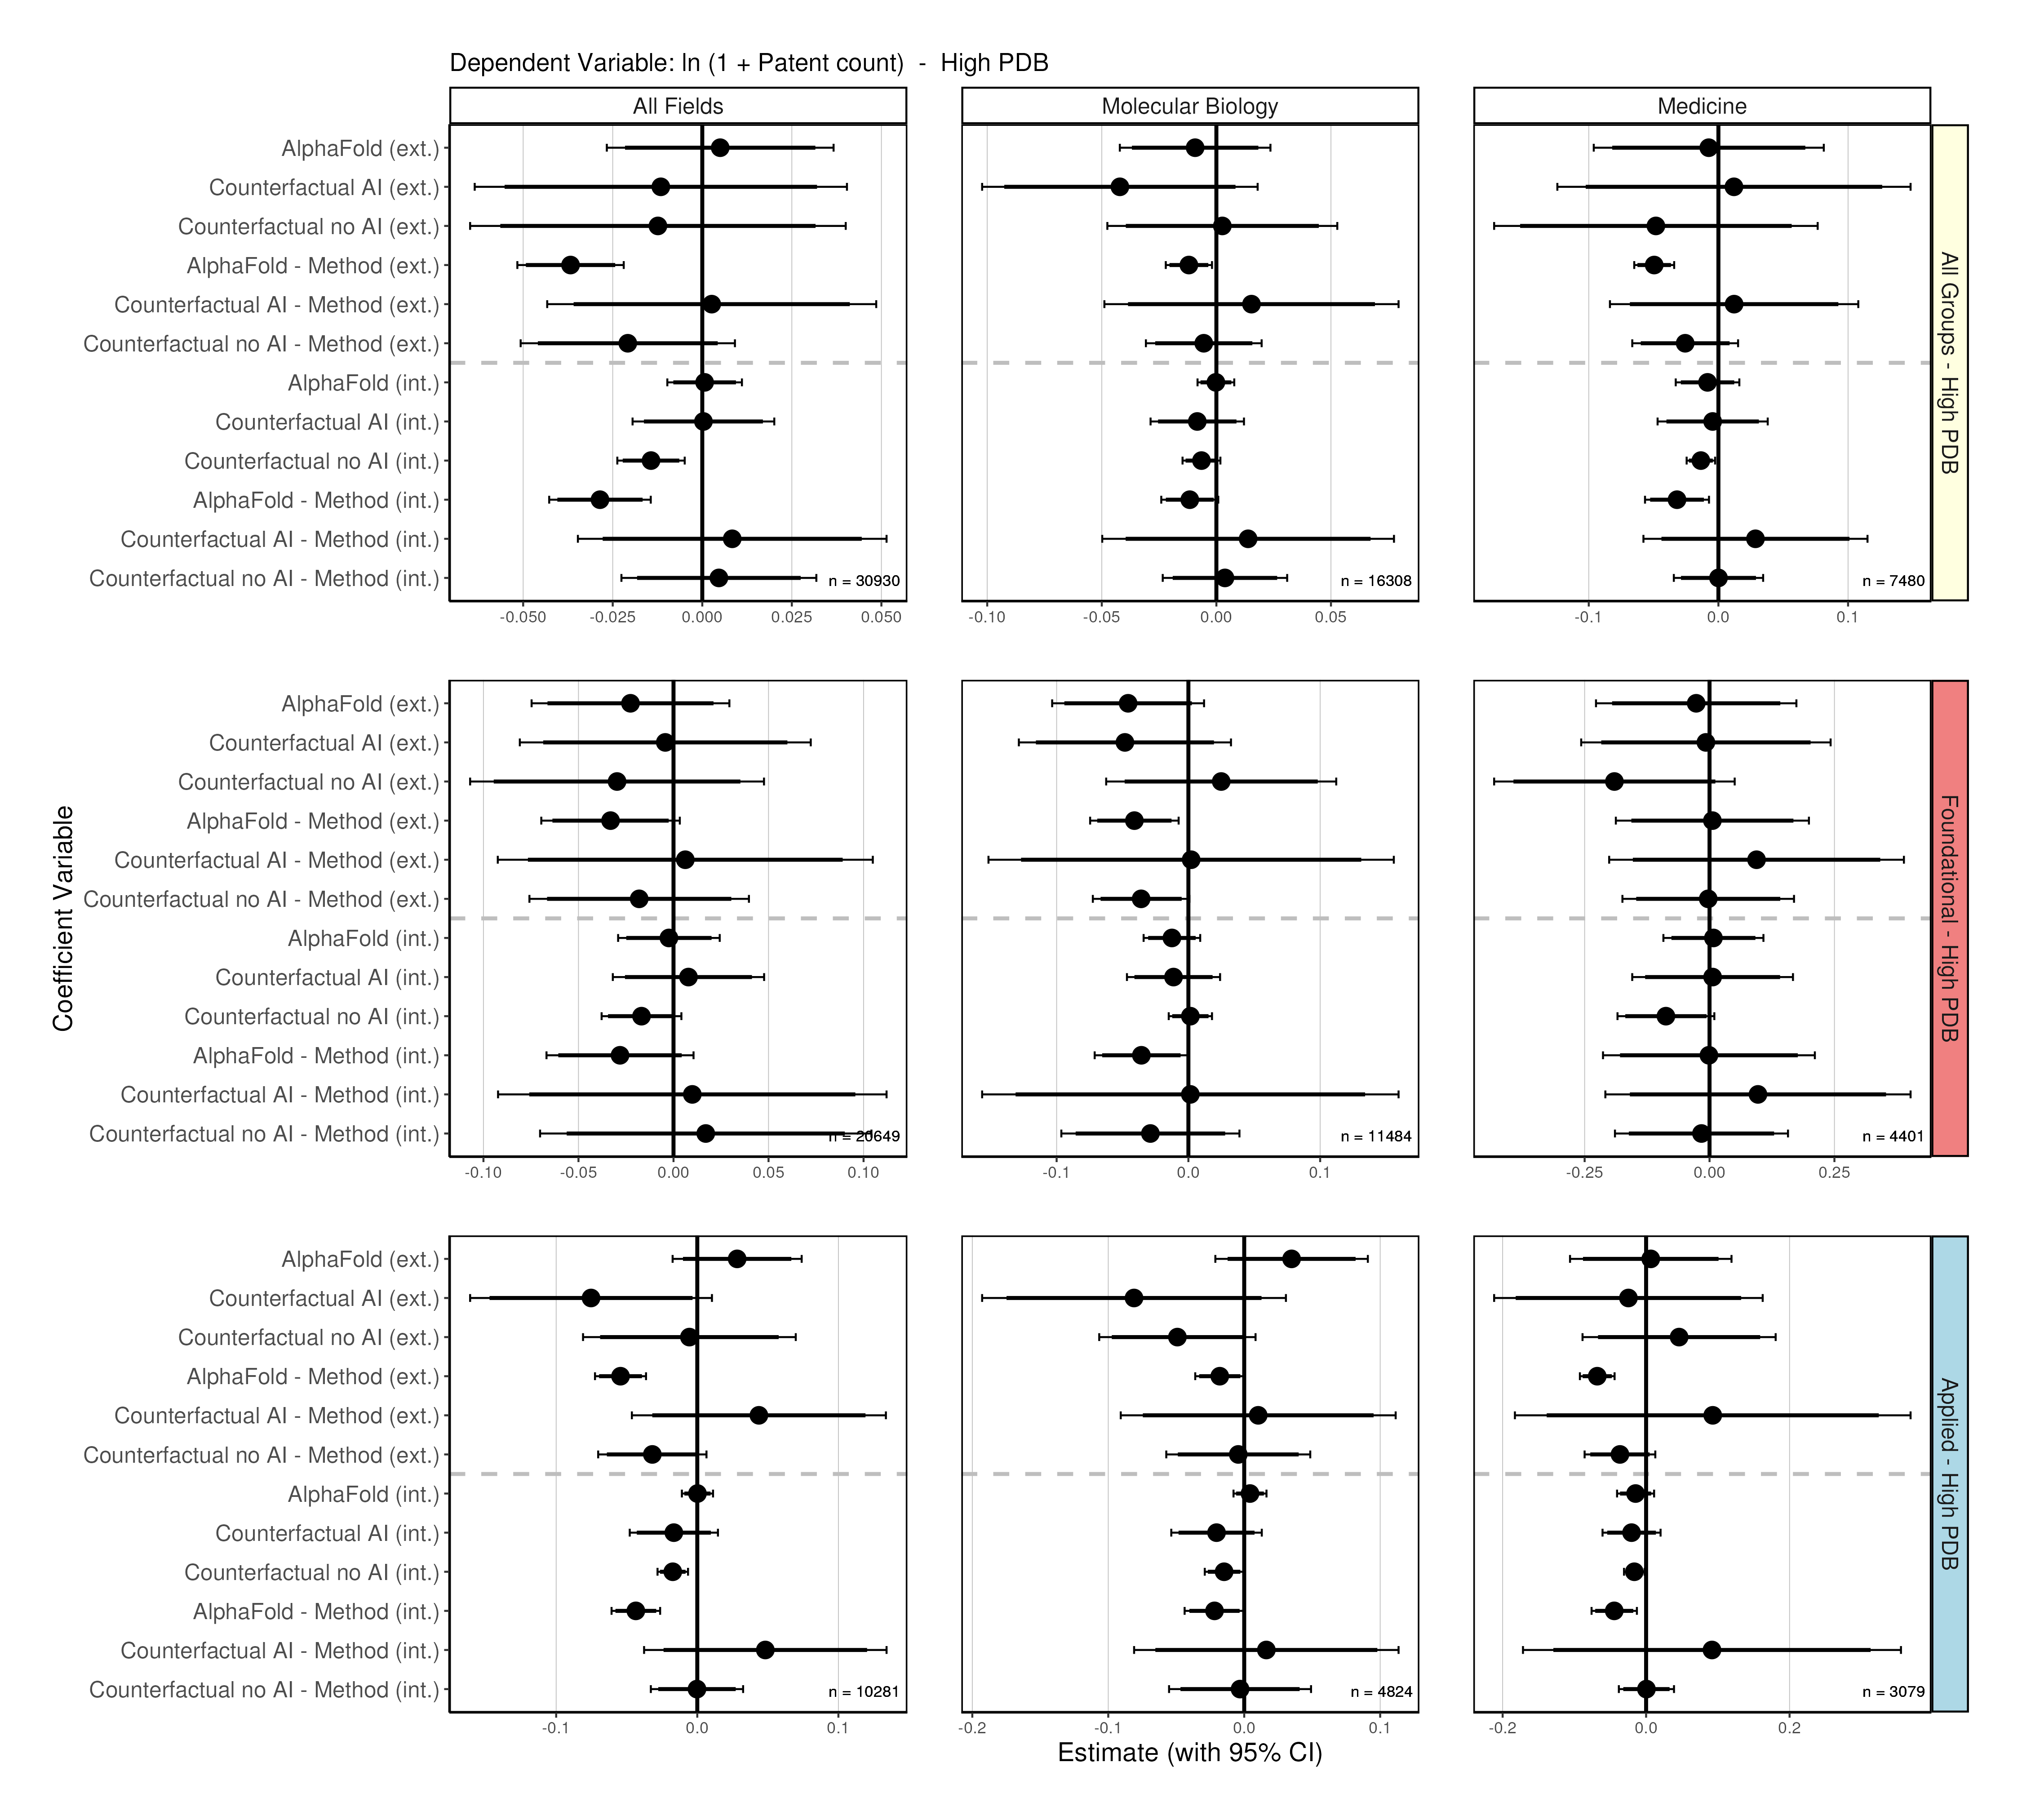 Dependent Variable: ln (1 + Patent count) - High PDB
All Fields
Molecular Biology
Medicine
AlphaFold (ext.)
Counterfactual AI (ext.)
Counterfactual no AI (ext.)
AlphaFold - Method (ext.)
Counterfactual AI - Method (ext.)
Counterfactual no AI - Method (ext.)
AlphaFold (int.)
Counterfactual AI (int.)
Counterfactual no AI (int.)
AlphaFold - Method (int.)
Counterfactual AI - Method (int.)
Counterfactual no AI - Method (int.)
n = 30930
n = 16308
n = 7480
All Groups - High PDB
-0.050 -0.025 0.000 0.025 0.050
-0.10 -0.05 0.00 0.05
-0.1 0.0 0.1
Coefficient Variable
AlphaFold (ext.)
Counterfactual AI (ext.)
Counterfactual no AI (ext.)
AlphaFold - Method (ext.)
Counterfactual AI - Method (ext.)
Counterfactual no AI - Method (ext.)
AlphaFold (int.)
Counterfactual AI (int.)
Counterfactual no AI (int.)
AlphaFold - Method (int.)
Counterfactual AI - Method (int.)
Counterfactual no AI - Method (int.)
n = 20649
n = 11484
n = 4401
Foundational - High PDB
-0.10 -0.05 0.00 0.05 0.10
-0.1 0.0 0.1
-0.25 0.00 0.25
AlphaFold (ext.)
Counterfactual AI (ext.)
Counterfactual no AI (ext.)
AlphaFold - Method (ext.)
Counterfactual AI - Method (ext.)
Counterfactual no AI - Method (ext.)
AlphaFold (int.)
Counterfactual AI (int.)
Counterfactual no AI (int.)
AlphaFold - Method (int.)
Counterfactual AI - Method (int.)
Counterfactual no AI - Method (int.)
n = 10281
n = 4824
n = 3079
Applied - High PDB
-0.1 0.0 0.1
-0.2 -0.1 0.0 0.1
-0.2 0.0 0.2
Estimate (with 95% CI)